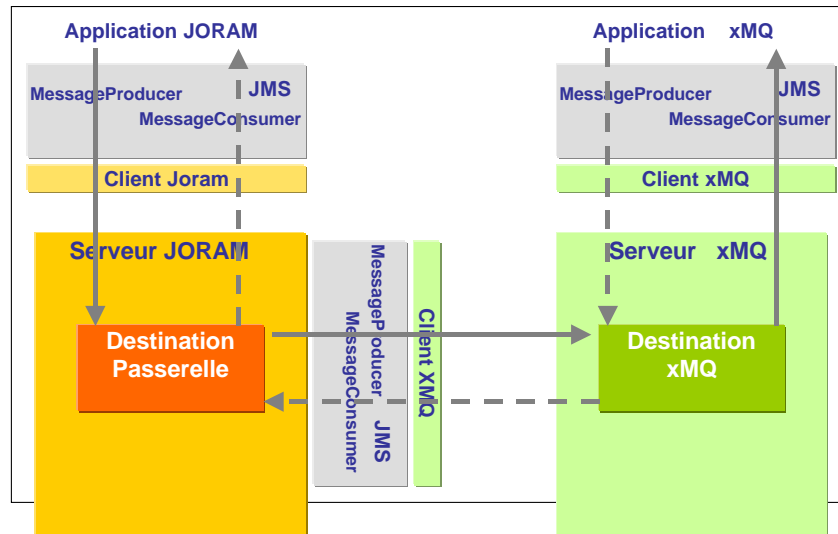 Application JORAM
MessageProducer
JMS
MessageConsumer
Client Joram
Serveur JORAM
Destination
Passerelle
MessageProducer
JMS
MessageConsumer
Client XMQ
Application xMQ
MessageProducer
JMS
MessageConsumer
Client xMQ
Serveur xMQ
Destination
xMQ